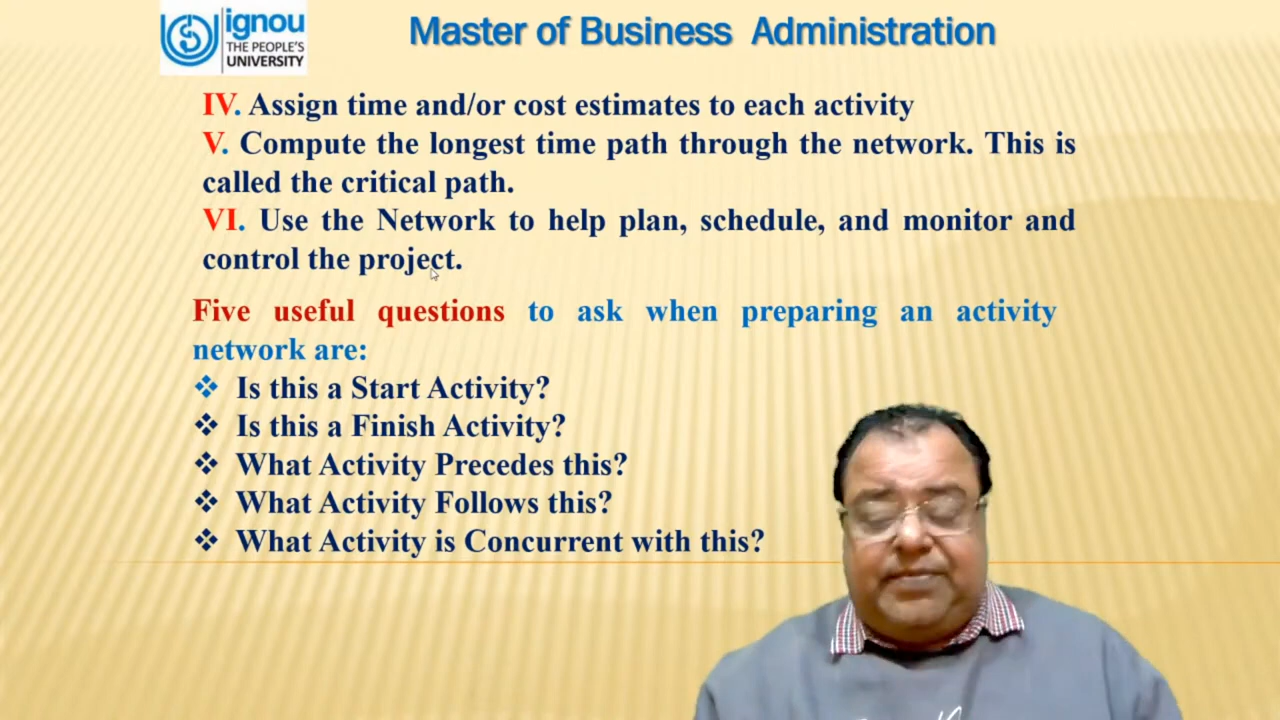 ignou
THE PEOPLE'S
UNIVERSITY
Master of Business Administration
IV. Assign time and/or cost estimates to each activity
V. Compute the longest time path through the network. This is
called the critical path.
VI. Use the Network to help plan, schedule, and monitor and
control the project.
Five useful questions to ask when preparing an activity
network are:
❖ Is this a Start Activity?
❖ Is this a Finish Activity?
❖ What Activity Precedes this?
❖ What Activity Follows this?
❖ What Activity is Concurrent with this?